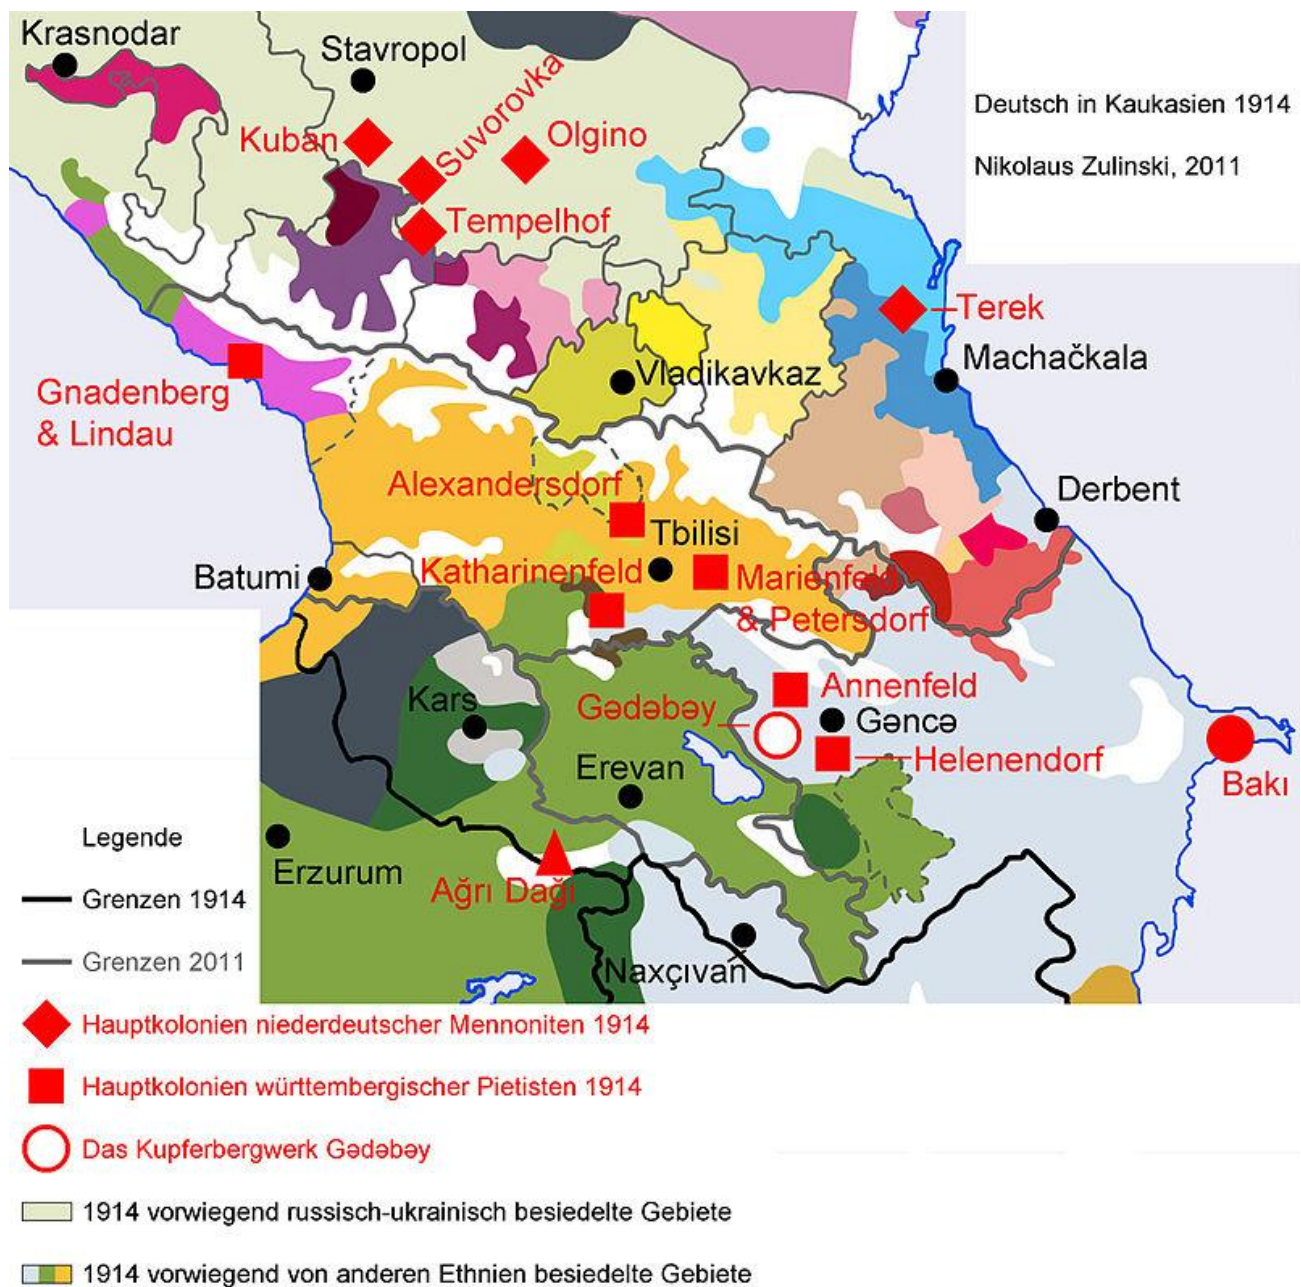 Krasnodar
Stavropol
Suvorovka
Kuban
Olgino
Tempelhof
Deutsch in Kaukasien 1914
Nikolaus Zulinski, 2011
Terek
Machačkala
Vladikavkaz
Gnadenberg
& Lindau
Alexandersdorf
Derbent
Tbilisi
Batumi
Katharinenfeld
Marienfeld
& Petersdorf
Kars
Gədəbəy
Annenfeld
Gəncə
Helenendorf
Erevan
Bakı
Erzurum
Ağrı Dağı
Naxçıvan
Legende
Grenzen 1914
Grenzen 2011
Hauptkolonien niederdeutscher Mennoniten 1914
Hauptkolonien württembergischer Pietisten 1914
Das Kupferbergwerk Gədəbəy
1914 vorwiegend russisch-ukrainisch besiedelte Gebiete
1914 vorwiegend von anderen Ethnien besiedelte Gebiete